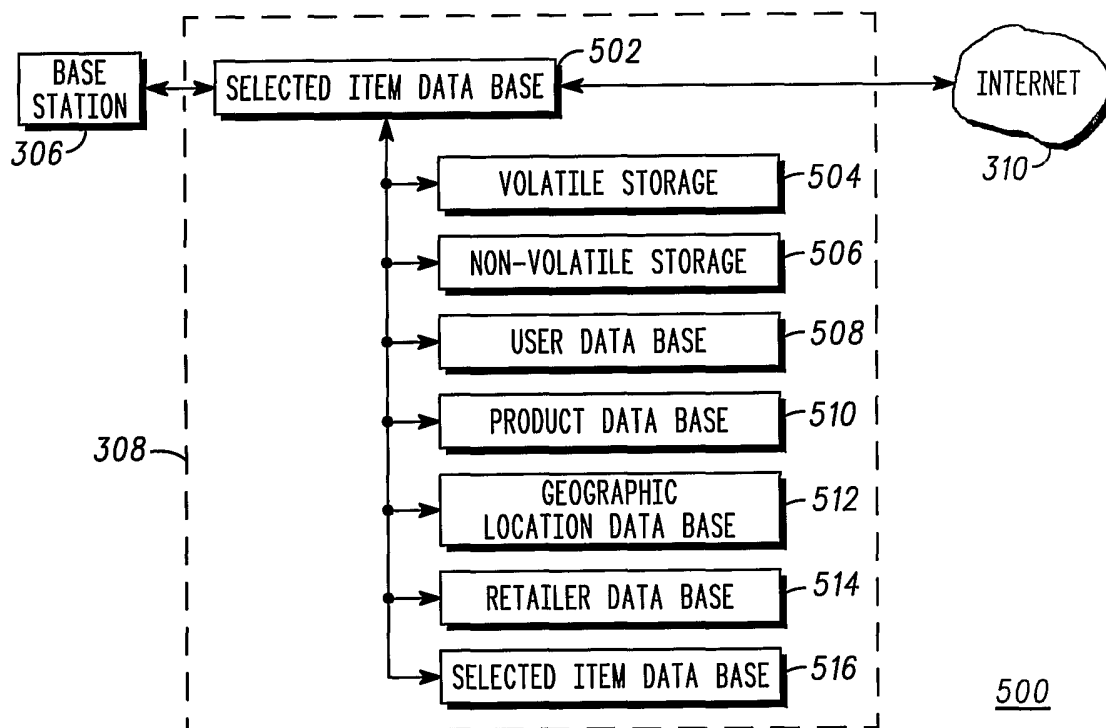 502
BASE
STATION
306
SELECTED ITEM DATA BASE
INTERNET
310
VOLATILE STORAGE
504
NON-VOLATILE STORAGE
506
USER DATA BASE
508
PRODUCT DATA BASE
510
308
GEOGRAPHIC
LOCATION DATA BASE
512
RETAILER DATA BASE
514
SELECTED ITEM DATA BASE
516
500